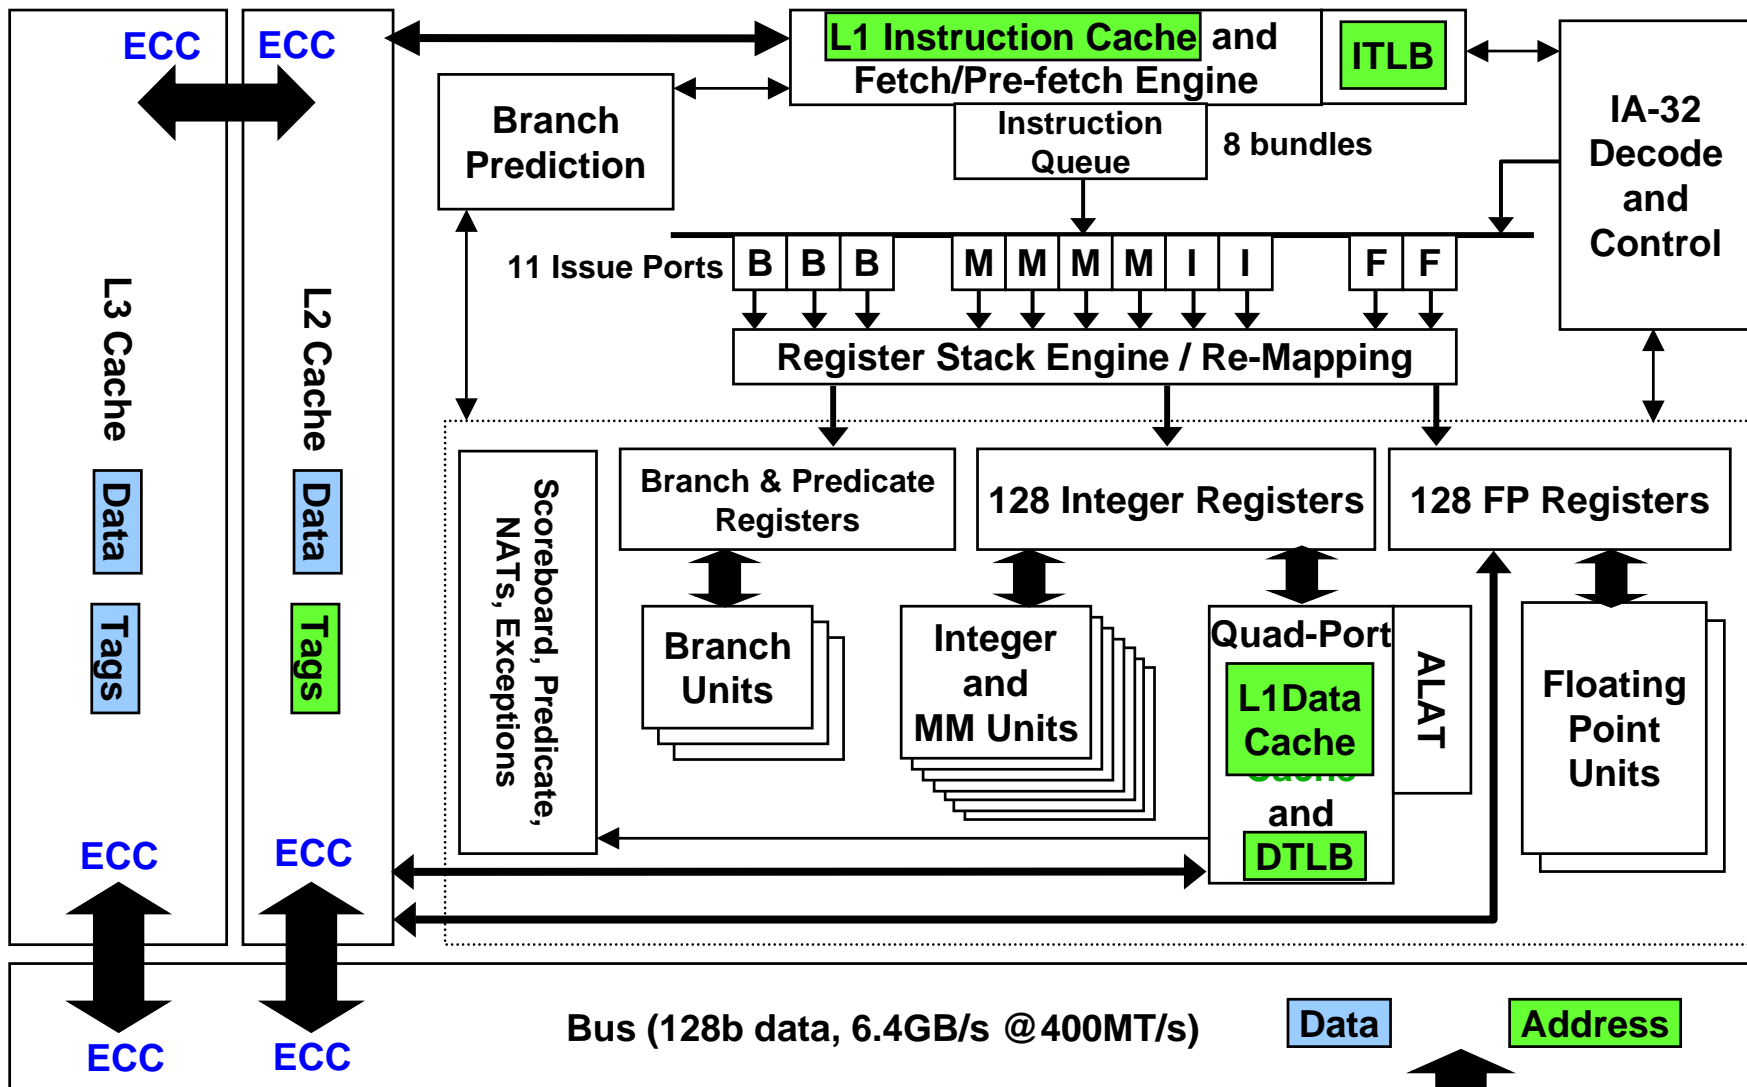 ECC
ECC
L1 Instruction Cache and
Fetch/Pre-fetch Engine
ITLB
Branch
Prediction
Instruction
Queue
8 bundles
IA-32
Decode
and
Control
11 Issue Ports
B B B M M M M I I F F
Register Stack Engine / Re-Mapping
L3 Cache
L2 Cache
Data
Data
Tags
Tags
Scoreboard, Predicate,
NATs, Exceptions
Branch & Predicate
Registers
128 Integer Registers
128 FP Registers
Branch
Units
Integer
and
MM Units
Quad-Port
L1Data
Cache
Cache
and
DTLB
ALAT
Floating
Point
Units
ECC
ECC
Bus (128b data, 6.4GB/s @400MT/s)
Data
Address
ECC
ECC